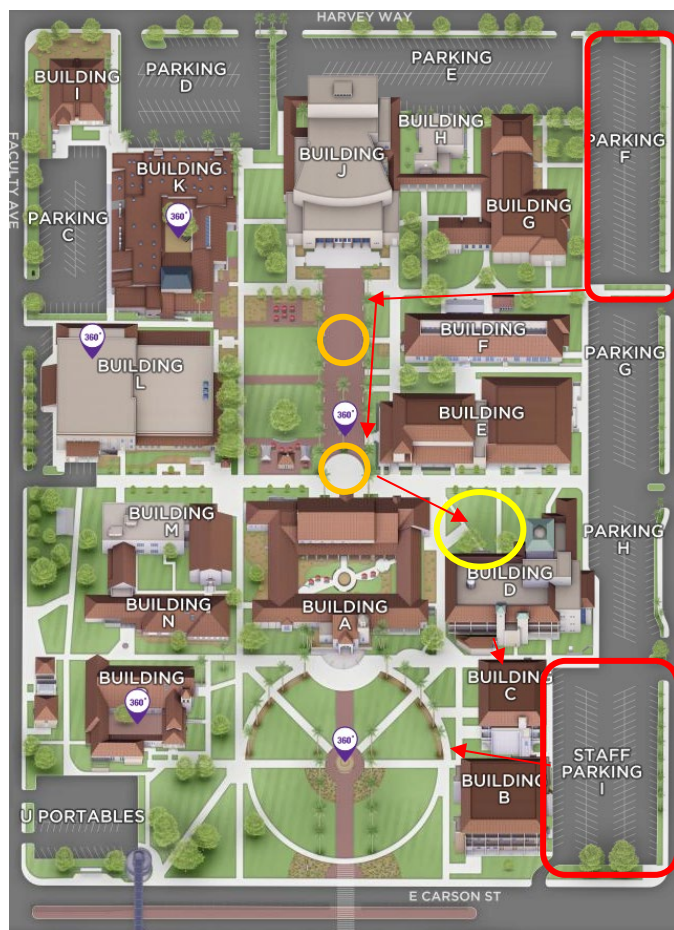 HARVEY WAY
BUILDING
I
PARKING
D
PARKING
E
BUILDING
H
PARKING
F
FACULTY AVE
BUILDING
K
BUILDING
J
BUILDING
G
PARKING
C
360°
360°
BUILDING
L
BUILDING
F
PARKING
G
360°
BUILDING
E
BUILDING
M
PARKING
H
BUILDING
D
BUILDING
N
BUILDING
A
BUILDING
BUILDING
C
360°
360°
STAFF
PARKING
I
BUILDING
B
U PORTABLES
E CARSON ST